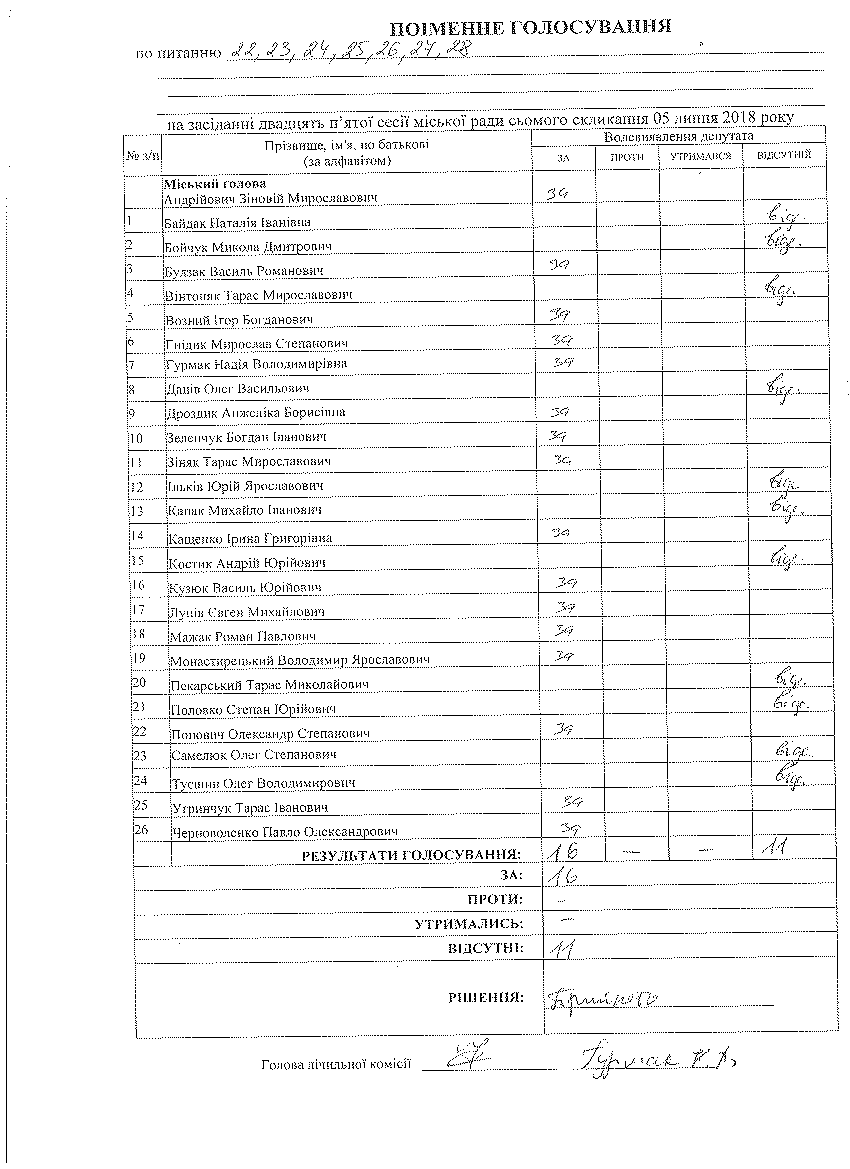 ПОІМЕННЕ ГОЛОСУВАННЯ
по питанню 22, 23, 24, 25, 26, 27, 28
на засіданні двадцять п'ятої сесії міської ради сьомого скликання 05 липня 2018 року
№ з/п Прізвище, ім'я, по батькові (за алфавітом) Волевиявлення депутата
ЗА ПРОТИ УТРИМАВСЯ ВІДСУТНІЙ
Міський голова
Андрійович Зіновій Мирославович за
1 Байдак Наталія Іванівна відс.
2 Бойчук Микола Дмитрович відс.
3 Будзак Василь Романович за
4 Вінтоняк Тарас Мирославович відс.
5 Возний Ігор Богданович за
6 Гнідик Мирослав Степанович за
7 Гурмак Надія Володимирівна за
8 Данів Олег Васильович відс.
9 Дроздик Анжеліка Борисівна за
10 Зеленчук Богдан Іванович за
11 Зіняк Тарас Мирославович за
12 Ільків Юрій Ярославович відс.
13 Капак Михайло Іванович відс.
14 Кащенко Ірина Григорівна за
15 Костик Андрій Юрійович відс.
16 Кузюк Василь Юрійович за
17 Лупів Євген Михайлович за
18 Мажак Роман Павлович за
19 Монастирецький Володимир Ярославович за
20 Пекарський Тарас Миколайович відс.
21 Половко Степан Юрійович відс.
22 Попович Олександр Степанович за
23 Самелюк Олег Степанович відс.
24 Тусшин Олег Володимирович відс.
25 Угринчук Тарас Іванович за
26 Черноволенко Павло Олександрович за
РЕЗУЛЬТАТИ ГОЛОСУВАННЯ: 16 — — 11
ЗА: 16
ПРОТИ: –
УТРИМАЛИСЬ: –
ВІДСУТНІ: 11
РІШЕННЯ: Прийнято
Голова лічильної комісії Гурмак Н.В.